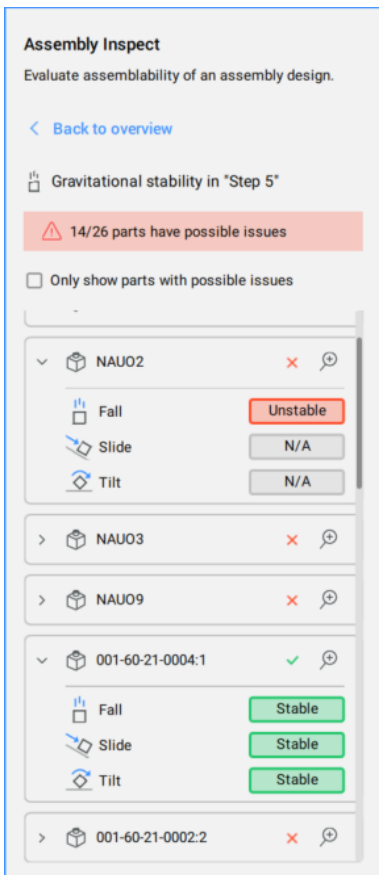 Assembly Inspect
Evaluate assemblability of an assembly design.
Back to overview
Gravitational stability in "Step 5"
14/26 parts have possible issues
Only show parts with possible issues
NAUO2
Fall Unstable
Slide N/A
Tilt N/A
NAUO3
NAUO9
001-60-21-0004:1
Fall Stable
Slide Stable
Tilt Stable
001-60-21-0002:2